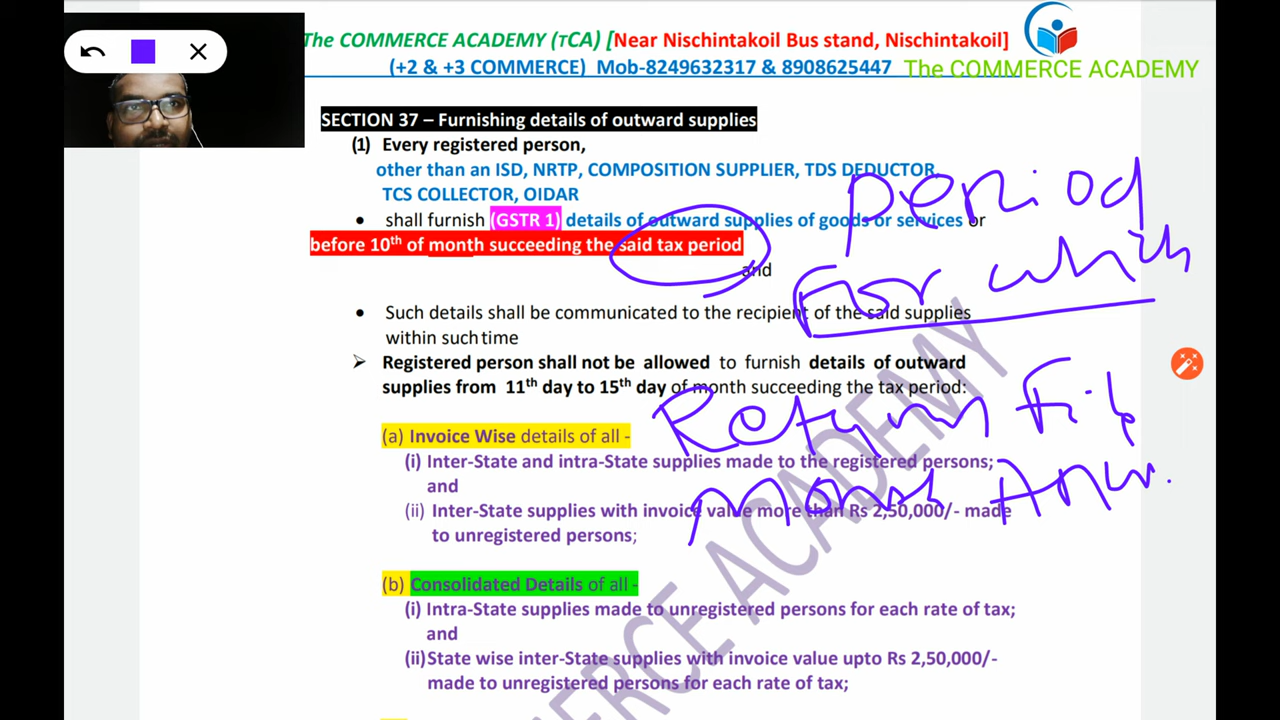 The COMMERCE ACADEMY (TCA) [Near Nischintakoil Bus stand, Nischintakoil]
(+2 & +3 COMMERCE) Mob-8249632317 & 8908625447
The COMMERCE ACADEMY
SECTION 37 – Furnishing details of outward supplies
(1) Every registered person,
other than an ISD, NRTP, COMPOSITION SUPPLIER, TDS DEDUCTOR,
TCS COLLECTOR, OIDAR
• shall furnish (GSTR 1) details of outward supplies of goods or services or
before 10th of month succeeding the said tax period
and
• Such details shall be communicated to the recipient of the said supplies
within such time
➢ Registered person shall not be allowed to furnish details of outward
supplies from 11th day to 15th day of month succeeding the tax period:
(a) Invoice Wise details of all -
(i) Inter-State and intra-State supplies made to the registered persons;
and
(ii) Inter-State supplies with invoice value more than Rs 2,50,000/- made
to unregistered persons;
(b) Consolidated Details of all -
(i) Intra-State supplies made to unregistered persons for each rate of tax;
and
(ii) State wise inter-State supplies with invoice value upto Rs 2,50,000/-
made to unregistered persons for each rate of tax;
period
For which
Return File
COMMERCE ACADEMY